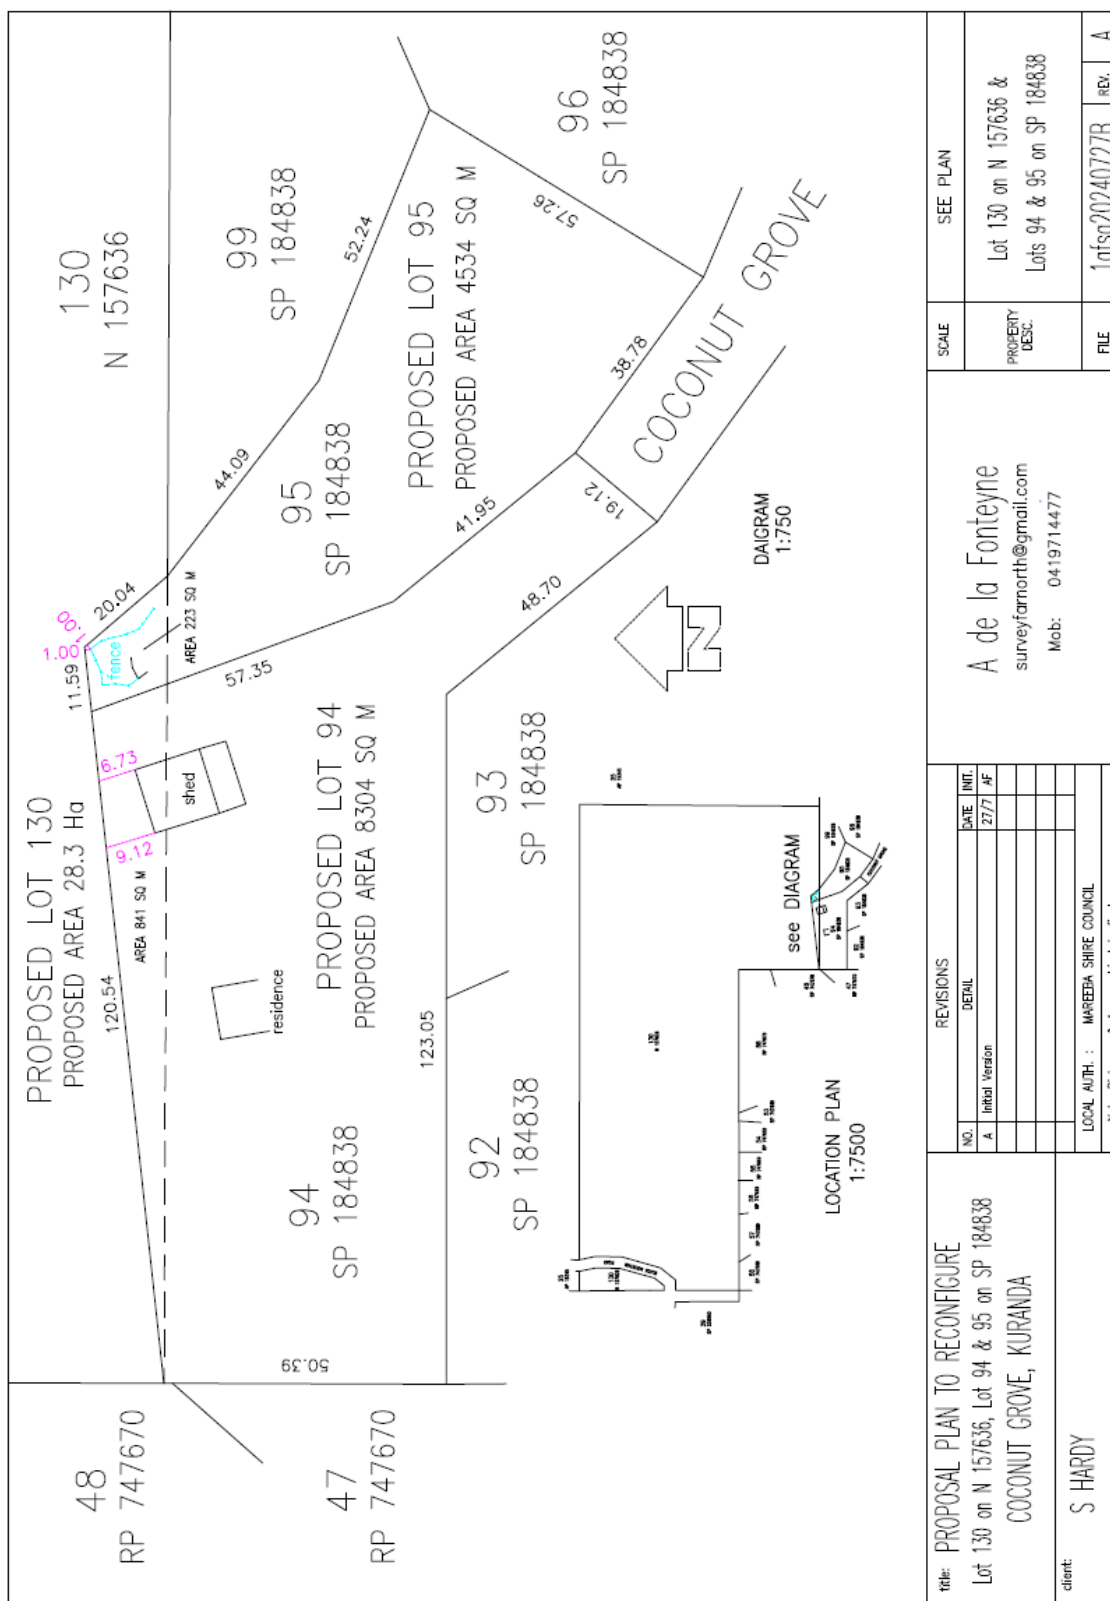 130
N 157636
99
SP 184838
96
SP 184838
PROPOSED LOT 130
PROPOSED AREA 28.3 Ha
95
SP 184838
PROPOSED LOT 95
PROPOSED AREA 4534 SQ M
PROPOSED LOT 94
PROPOSED AREA 8304 SQ M
94
SP 184838
93
SP 184838
92
SP 184838
48
RP 747670
47
RP 747670
COCONUT GROVE
120.54
11.59
1.00
.00
20.04
44.09
52.24
57.26
38.78
41.95
19.12
48.70
57.35
123.05
50.39
6.73
9.12
fence
shed
residence
AREA 223 SQ M
AREA 841 SQ M
N
DAIGRAM
1:750
see DIAGRAM
LOCATION PLAN
1:7500
title: PROPOSAL PLAN TO RECONFIGURE
Lot 130 on N 157636, Lot 94 & 95 on SP 184838
COCONUT GROVE, KURANDA
client:
S HARDY
REVISIONS
NO. DETAIL DATE INIT.
A Initial Version 27/7 AF
LOCAL AUTH. : MAREEBA SHIRE COUNCIL
A de la Fonteyne
surveyfarnorth@gmail.com
Mob: 0419714477
SCALE SEE PLAN
PROPERTY DESC.
Lot 130 on N 157636 &
Lots 94 & 95 on SP 184838
FILE 1afsq20240727B REV. A